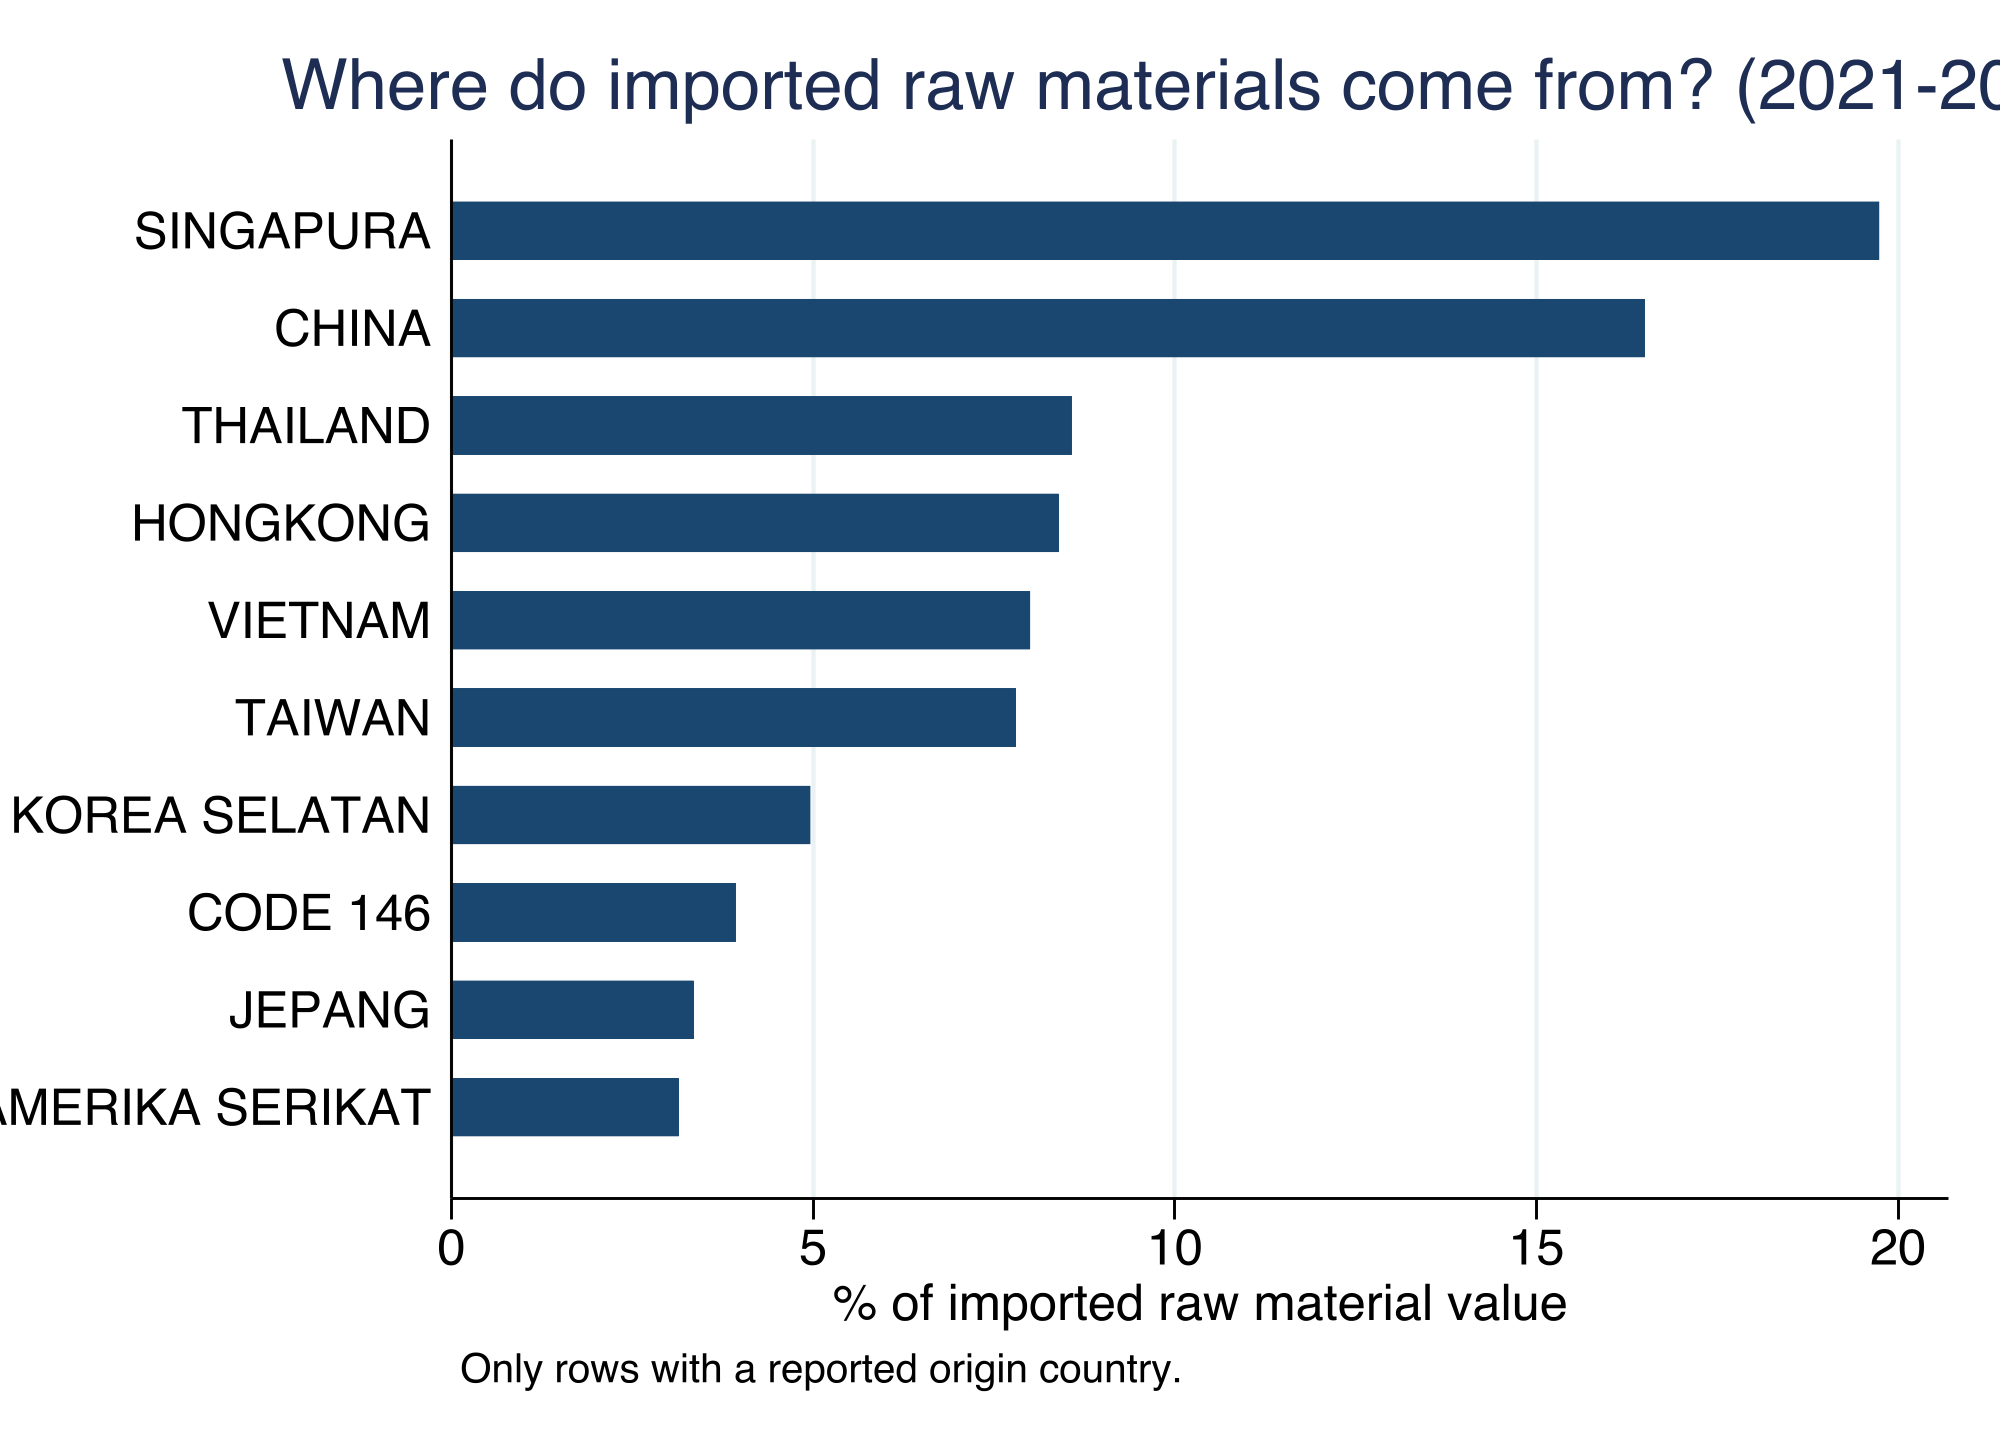 Where do imported raw materials come from? (2021-20
SINGAPURA
CHINA
THAILAND
HONGKONG
VIETNAM
TAIWAN
KOREA SELATAN
CODE 146
JEPANG
AMERIKA SERIKAT
0 5 10 15 20
% of imported raw material value
Only rows with a reported origin country.